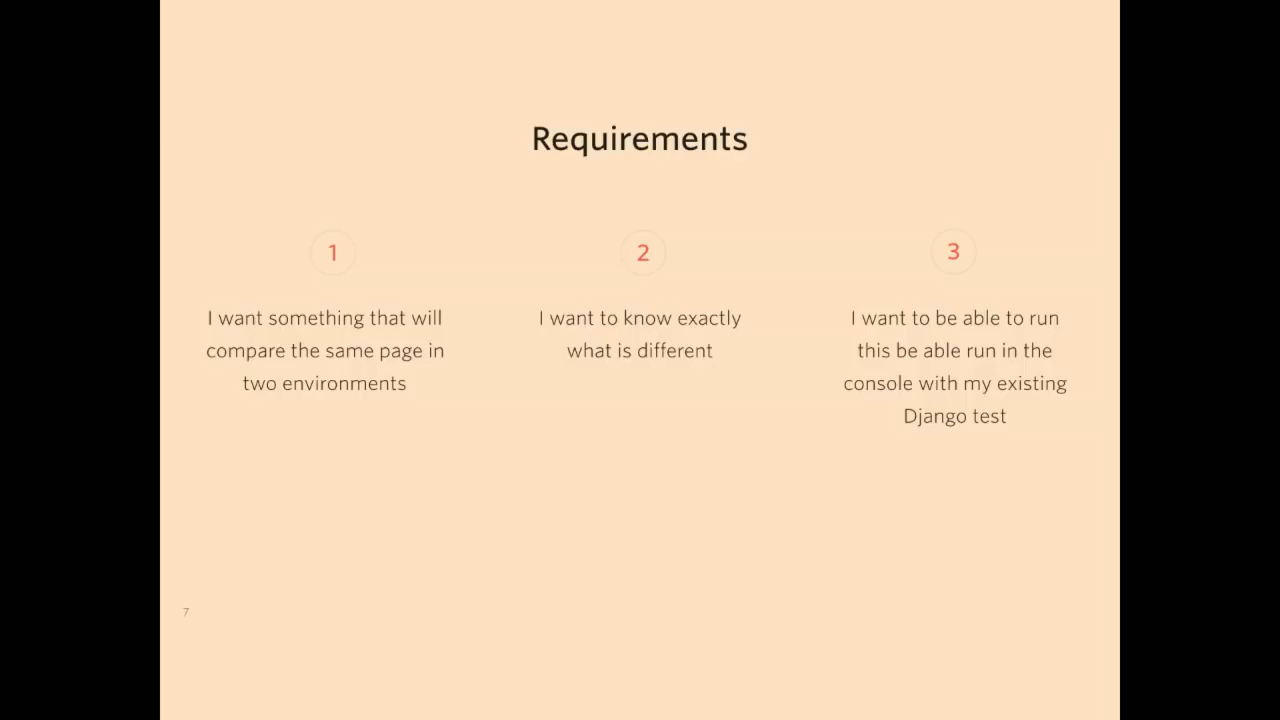 Requirements
1
I want something that will
compare the same page in
two environments
2
I want to know exactly
what is different
3
I want to be able to run
this be able run in the
console with my existing
Django test
7